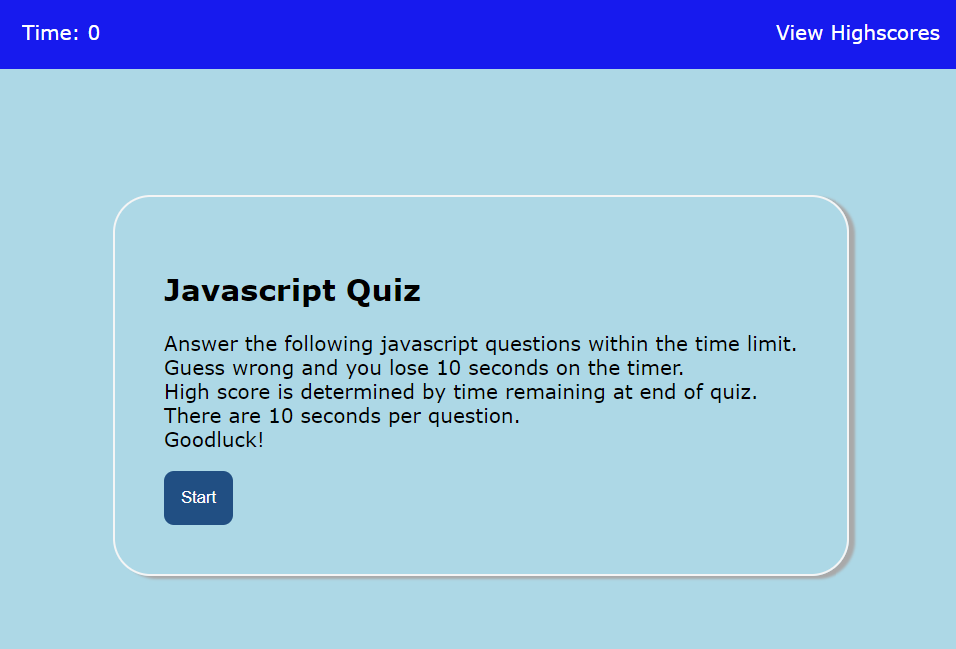 Time: 0
View Highscores
Javascript Quiz
Answer the following javascript questions within the time limit.
Guess wrong and you lose 10 seconds on the timer.
High score is determined by time remaining at end of quiz.
There are 10 seconds per question.
Goodluck!
Start